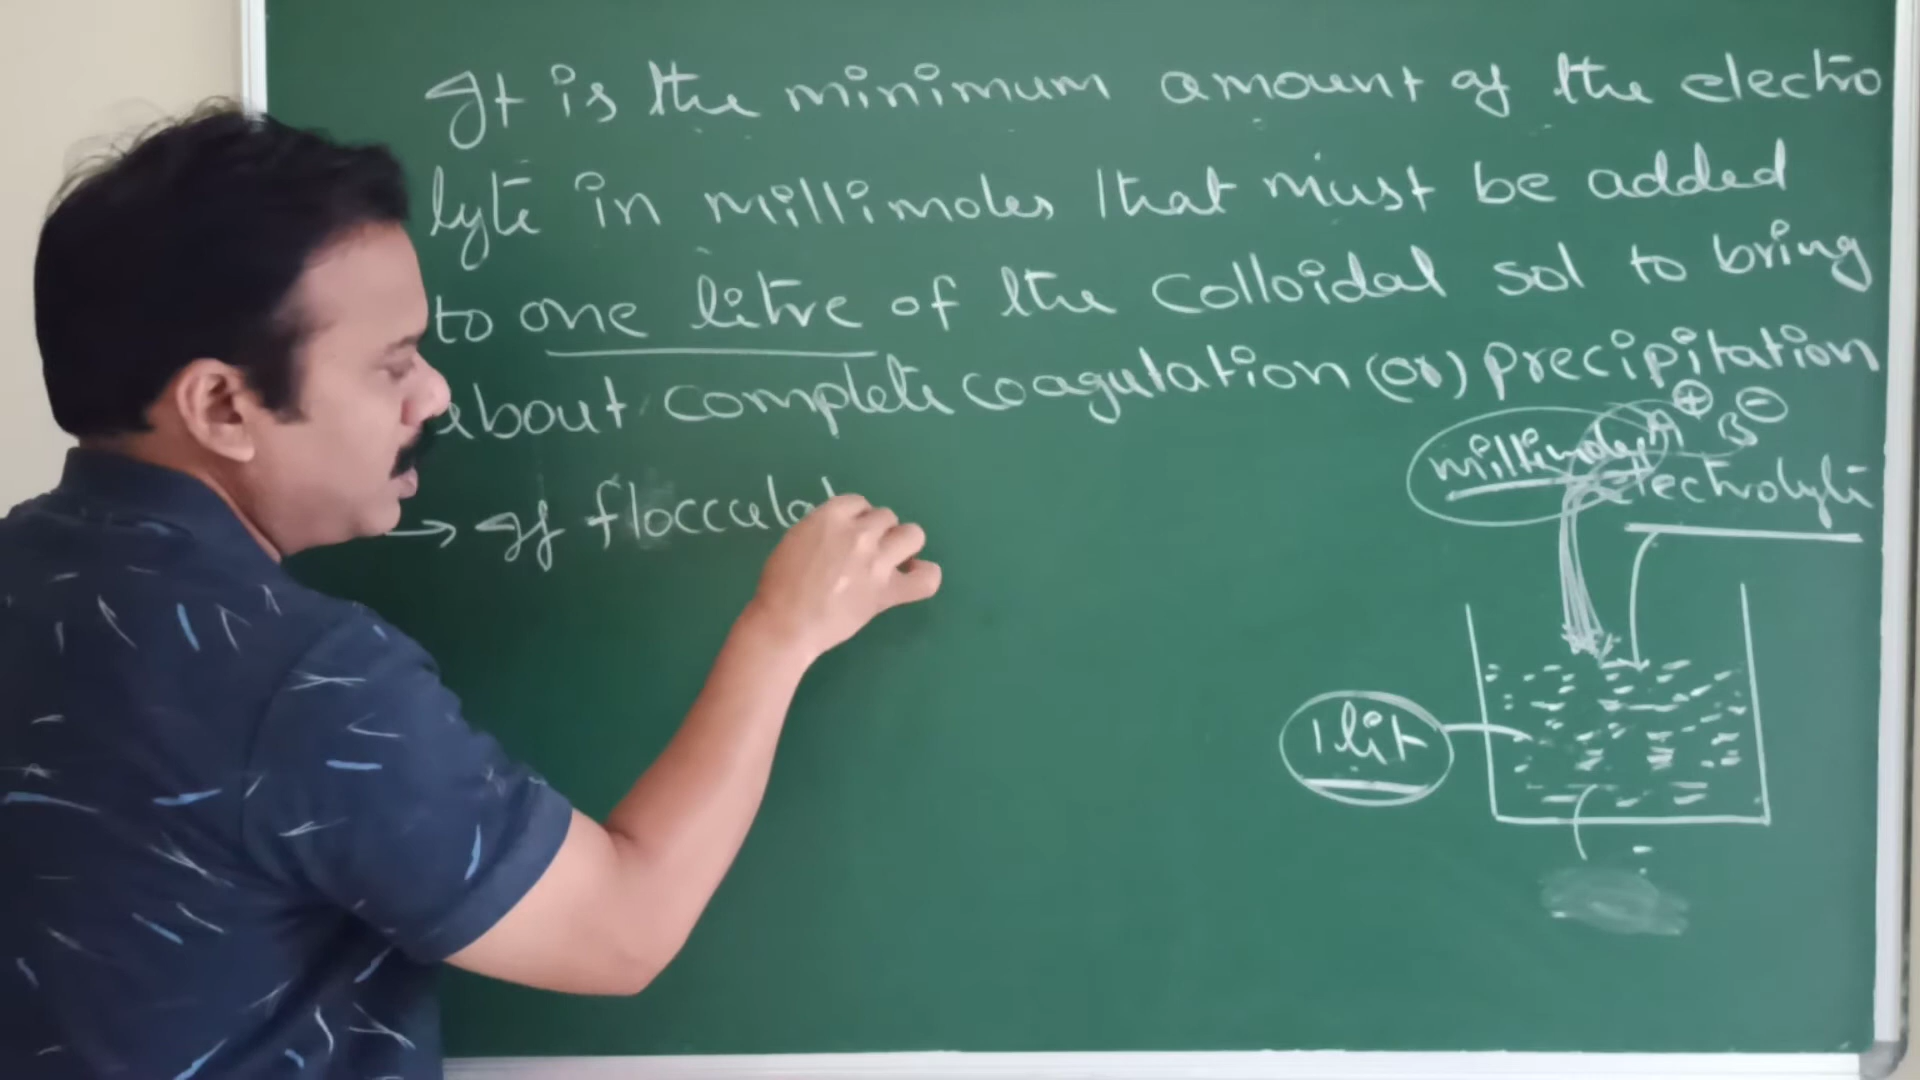 It is the minimum amount of the electro
lyte in millimoles that must be added
to one litre of the colloidal sol to bring
about complete coagulation (or) precipitation
→ If flocculat
millimoles A⊕ B⊖
electrolyte
1 lit